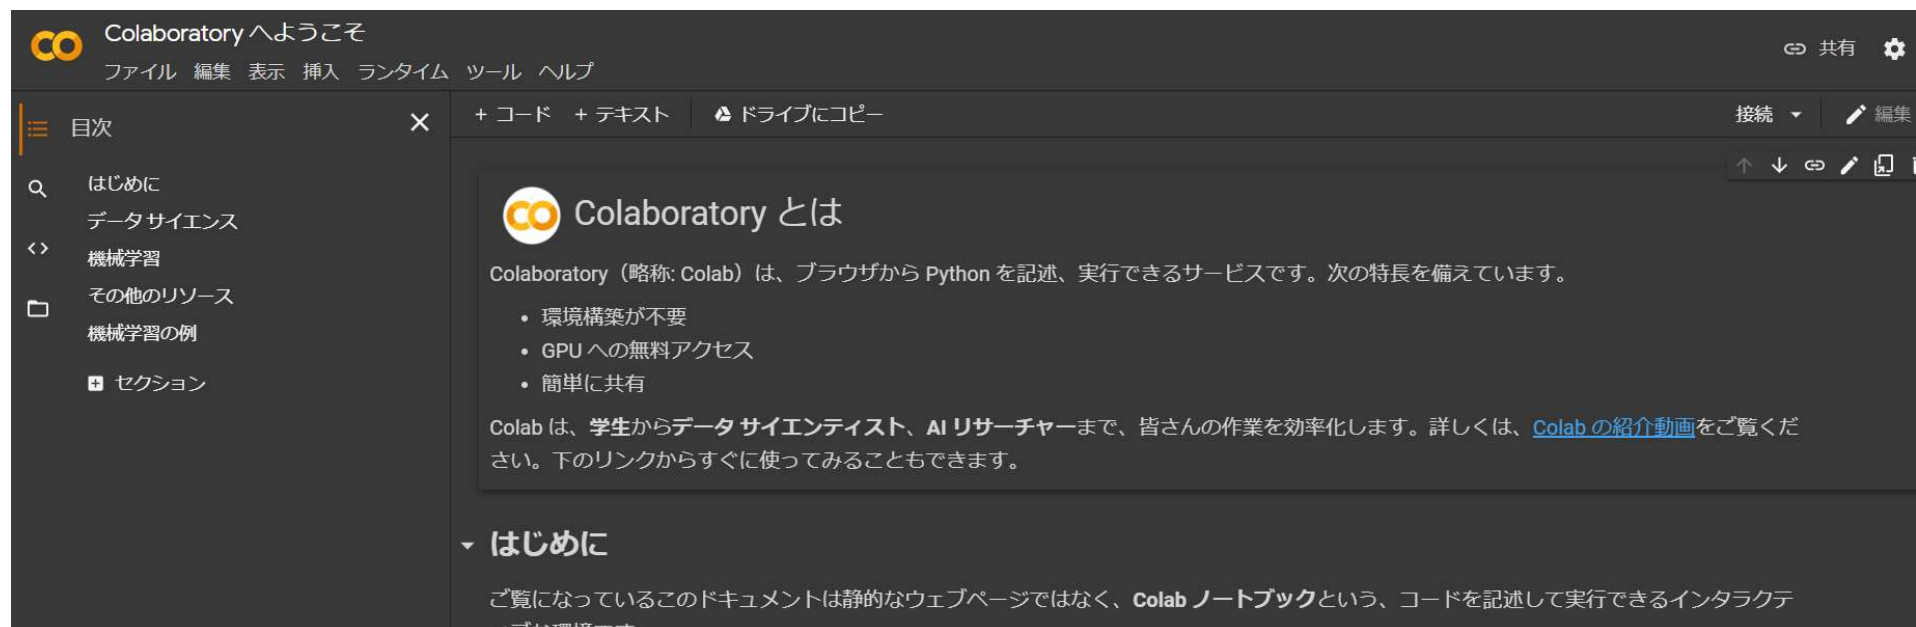 Colaboratory へようこそ
ファイル 編集 表示 挿入 ランタイム ツール ヘルプ
共有
目次
はじめに
データ サイエンス
機械学習
その他のリソース
機械学習の例
セクション
+ コード + テキスト ドライブにコピー
接続 編集
Colaboratory とは
Colaboratory（略称: Colab）は、ブラウザから Python を記述、実行できるサービスです。次の特長を備えています。
• 環境構築が不要
• GPU への無料アクセス
• 簡単に共有
Colab は、学生からデータ サイエンティスト、AI リサーチャーまで、皆さんの作業を効率化します。詳しくは、Colab の紹介動画をご覧くだ
さい。下のリンクからすぐに使ってみることもできます。
はじめに
ご覧になっているこのドキュメントは静的なウェブページではなく、Colab ノートブックという、コードを記述して実行できるインタラクテ